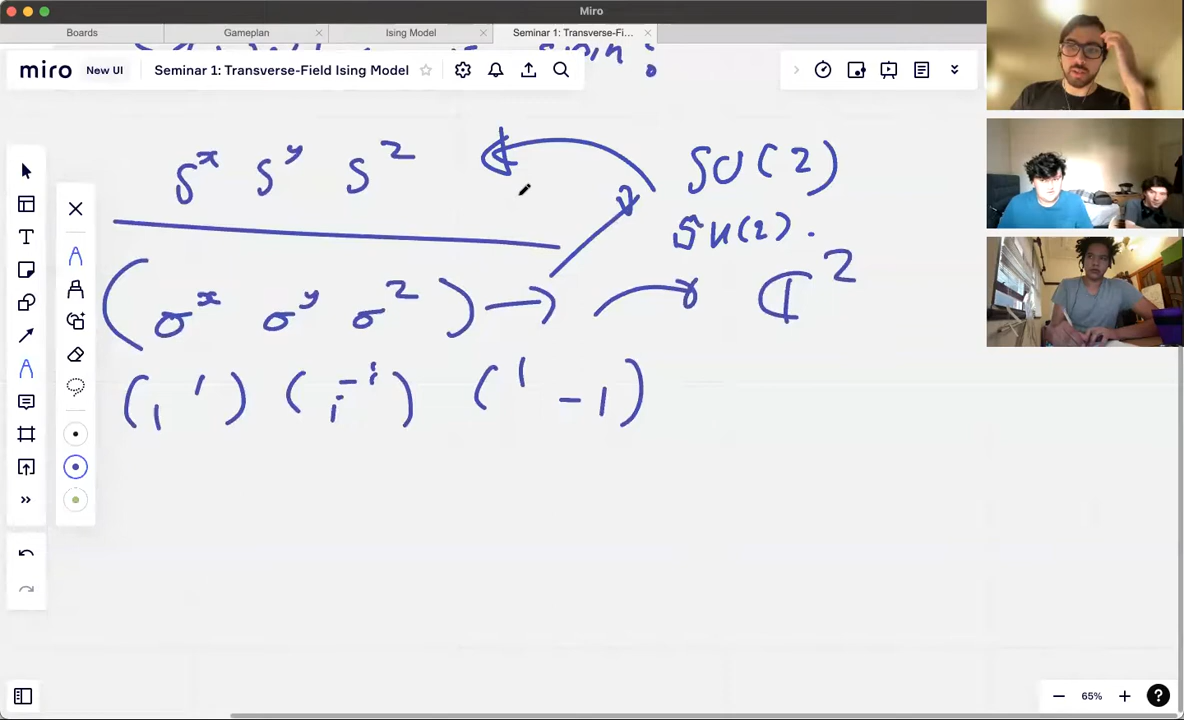 Miro
Boards
Gameplan
Ising Model
Seminar 1: Transverse-Fi...
spin?
miro
New UI
Seminar 1: Transverse-Field Ising Model
S^x S^y S^z
SU(2)
su(2).
(σ^x σ^y σ^z) → ℂ^2
(1 1) (-i i) (1 -1)
65%